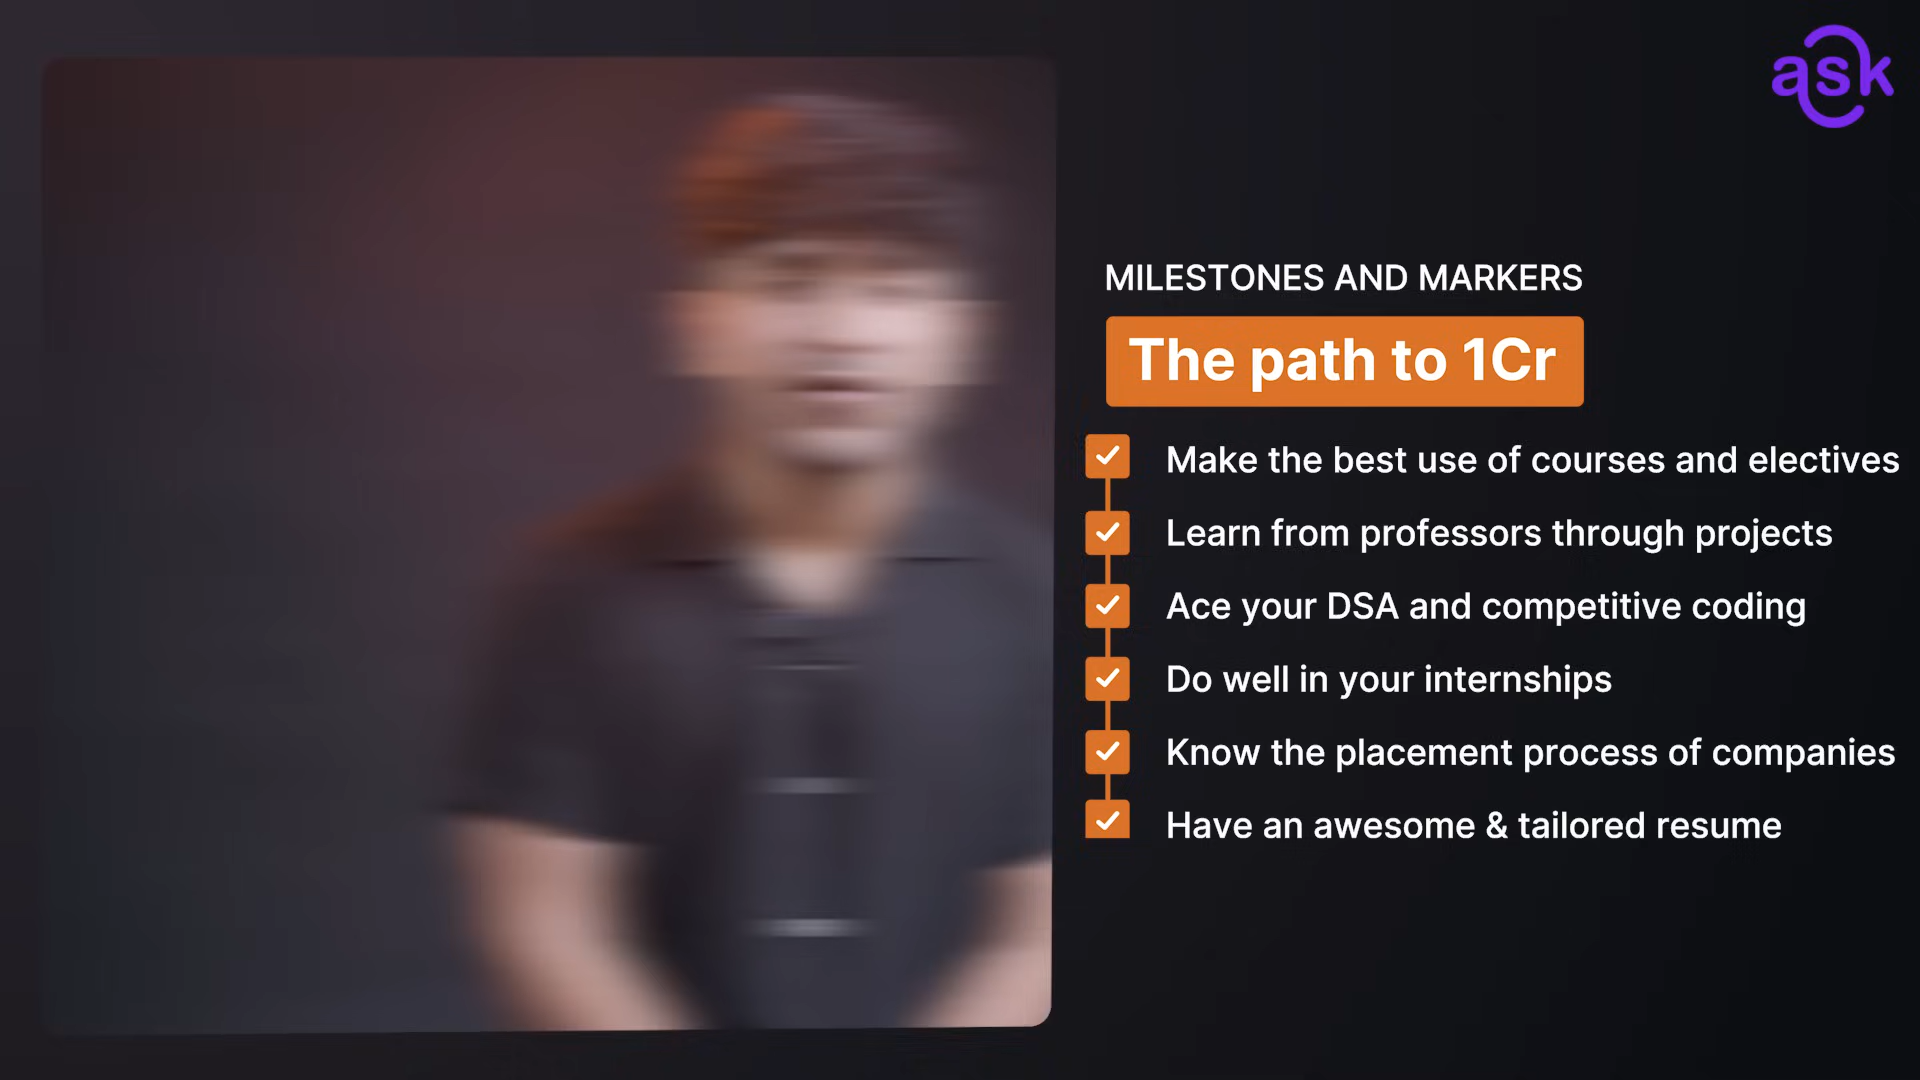 ask
MILESTONES AND MARKERS
The path to 1Cr
Make the best use of courses and electives
Learn from professors through projects
Ace your DSA and competitive coding
Do well in your internships
Know the placement process of companies
Have an awesome & tailored resume